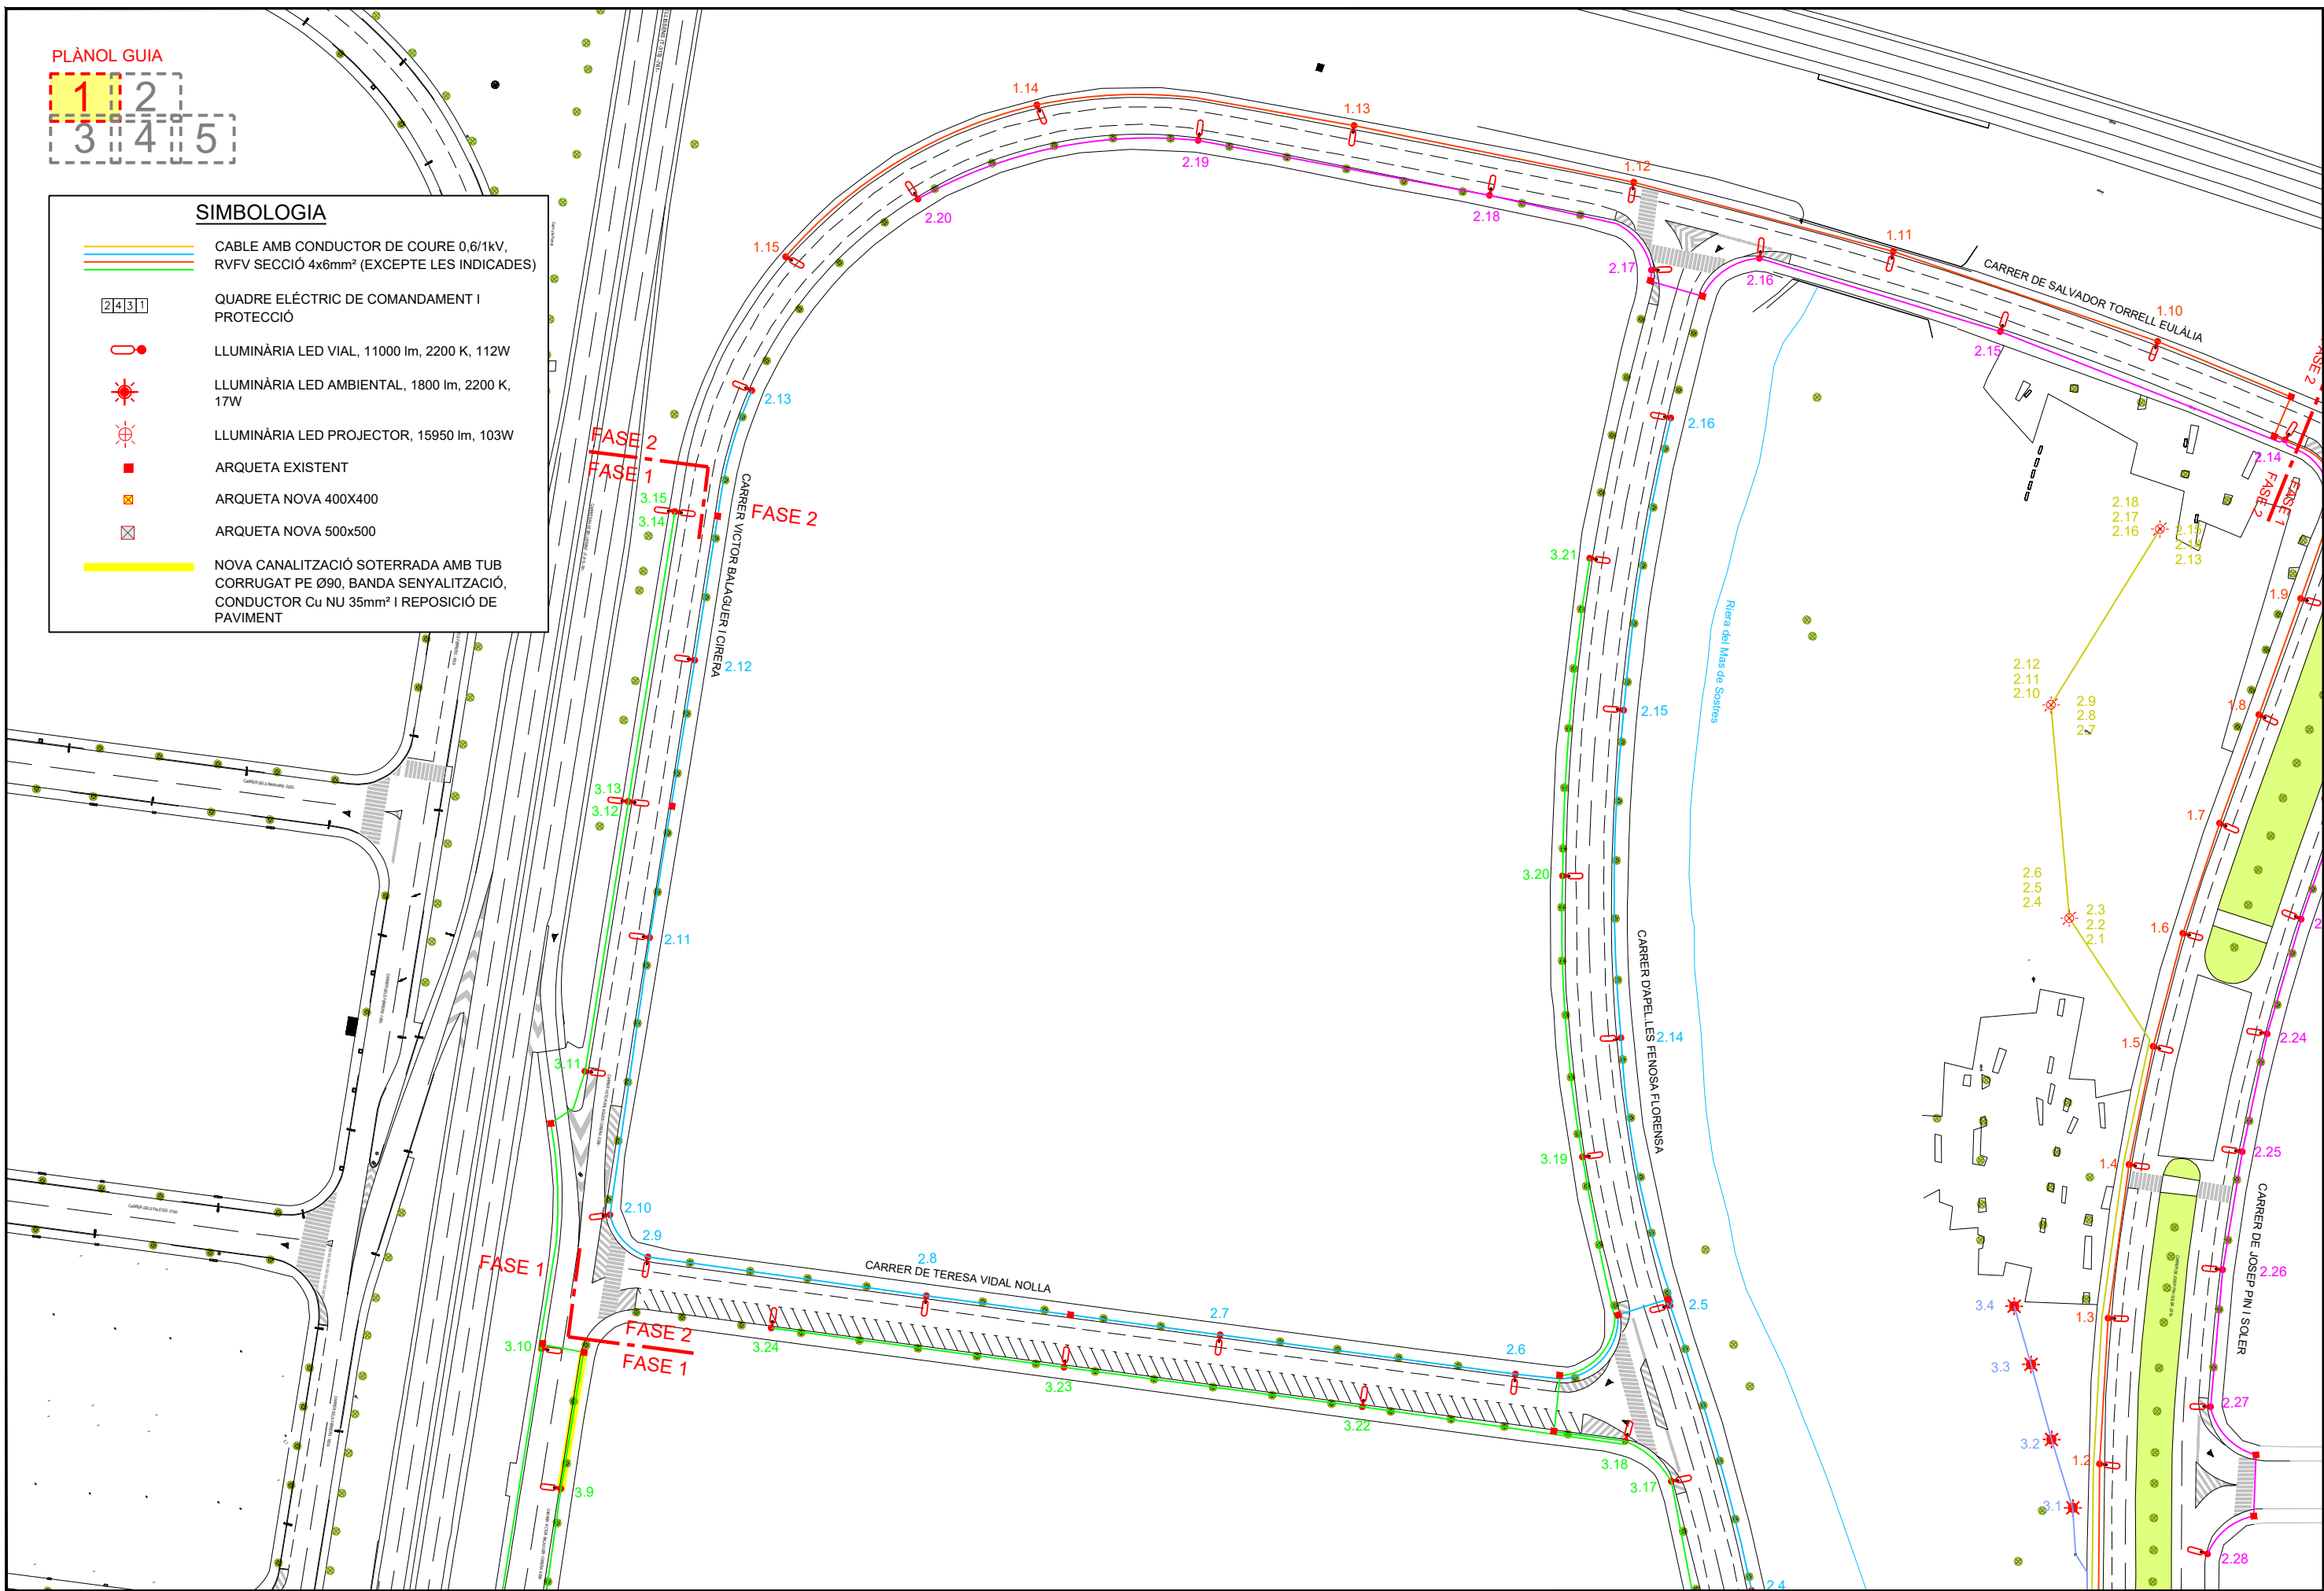 PLÀNOL GUIA
1
2
3
4
5
SIMBOLOGIA
CABLE AMB CONDUCTOR DE COURE 0,6/1kV,
RVFV SECCIÓ 4x6mm² (EXCEPTE LES INDICADES)
2 4 3 1
QUADRE ELÉCTRIC DE COMANDAMENT I
PROTECCIÓ
LLUMINÀRIA LED VIAL, 11000 lm, 2200 K, 112W
LLUMINÀRIA LED AMBIENTAL, 1800 lm, 2200 K,
17W
LLUMINÀRIA LED PROJECTOR, 15950 lm, 103W
ARQUETA EXISTENT
ARQUETA NOVA 400X400
ARQUETA NOVA 500x500
NOVA CANALITZACIÓ SOTERRADA AMB TUB
CORRUGAT PE Ø90, BANDA SENYALITZACIÓ,
CONDUCTOR Cu NU 35mm² I REPOSICIÓ DE
PAVIMENT
1.14
1.13
2.19
1.12
2.20
2.18
1.15
1.11
2.17
2.16
CARRER DE SALVADOR TORRELL EULÀLIA
1.10
2.15
2.13
2.16
FASE 2
FASE 1
FASE 2
2.14
FASE 2
FASE 1
3.15
3.14
FASE 2
CARRER VICTOR BALAGUER I CIRERA
2.18
2.17
2.16
2.15
2.13
3.21
1.9
Riera del Mas de Sostres
2.12
2.12
2.11
2.10
2.9
2.8
2.7
2.15
1.8
3.13
3.12
1.7
3.20
2.6
2.5
2.4
2.3
2.2
2.1
2.11
1.6
CARRER D'APEL.LES FENOSA FLORENSA
2.14
2.24
1.5
3.11
3.19
2.25
1.4
CARRER DE JOSEP PIN I SOLER
2.10
2.9
2.8
CARRER DE TERESA VIDAL NOLLA
FASE 1
2.26
2.7
2.5
3.4
1.3
FASE 2
FASE 1
3.10
3.24
3.23
2.6
3.3
3.22
2.27
3.18
3.2
1.2
3.17
3.9
3.1
2.28
2.4